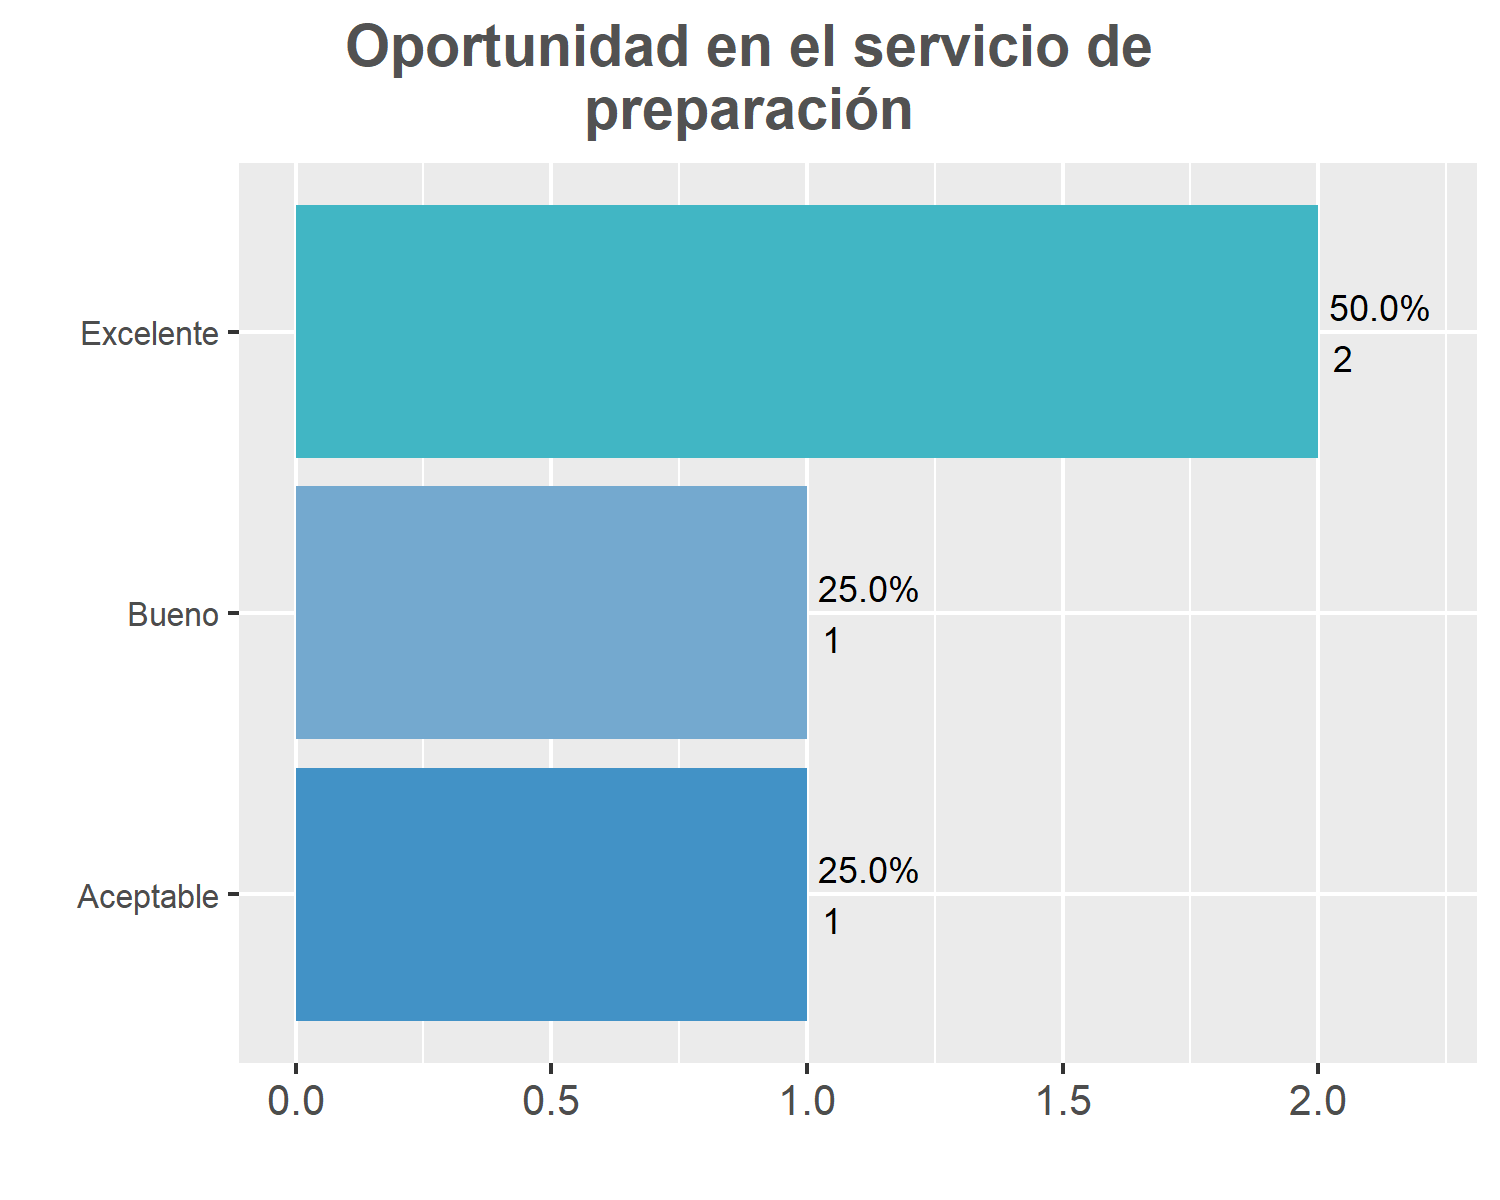 Oportunidad en el servicio de
preparación
Excelente
50.0%
2
Bueno
25.0%
1
Aceptable
25.0%
1
0.0 0.5 1.0 1.5 2.0